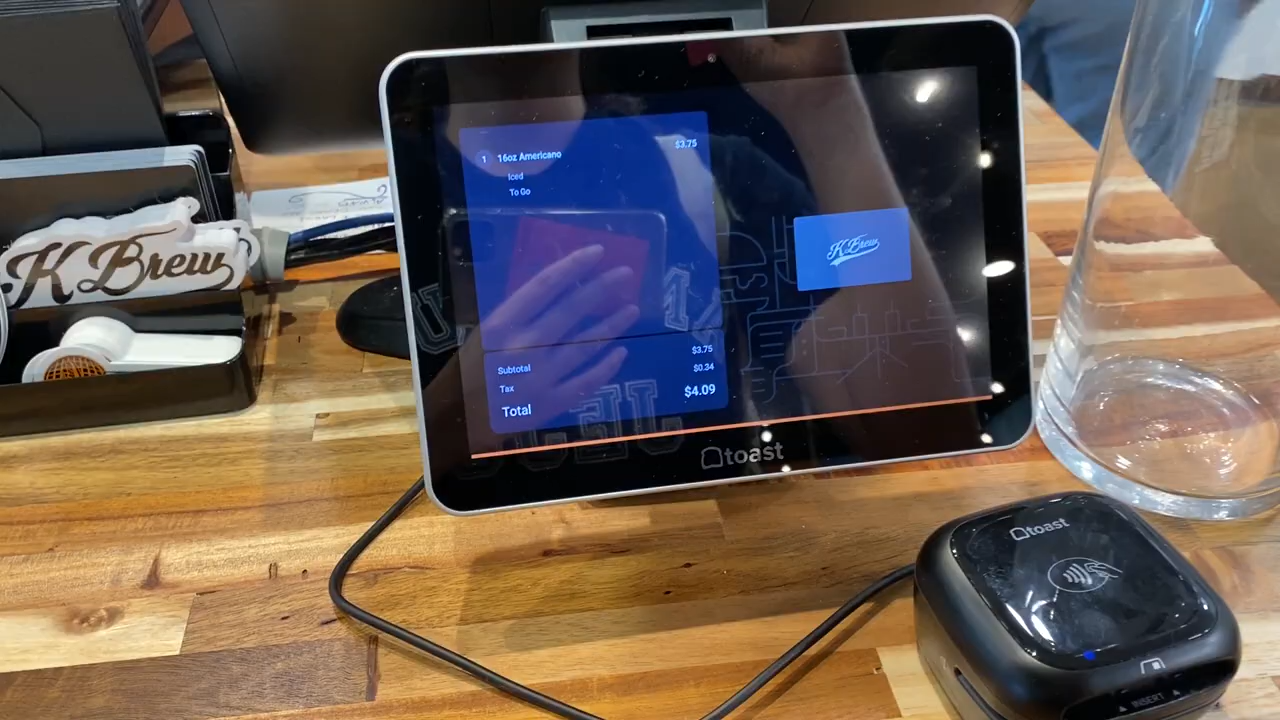 1 16oz Americano $3.75
Iced
To Go
K Brew
K Brew
Subtotal $3.75
Tax $0.34
Total $4.09
toast
toast
INSERT